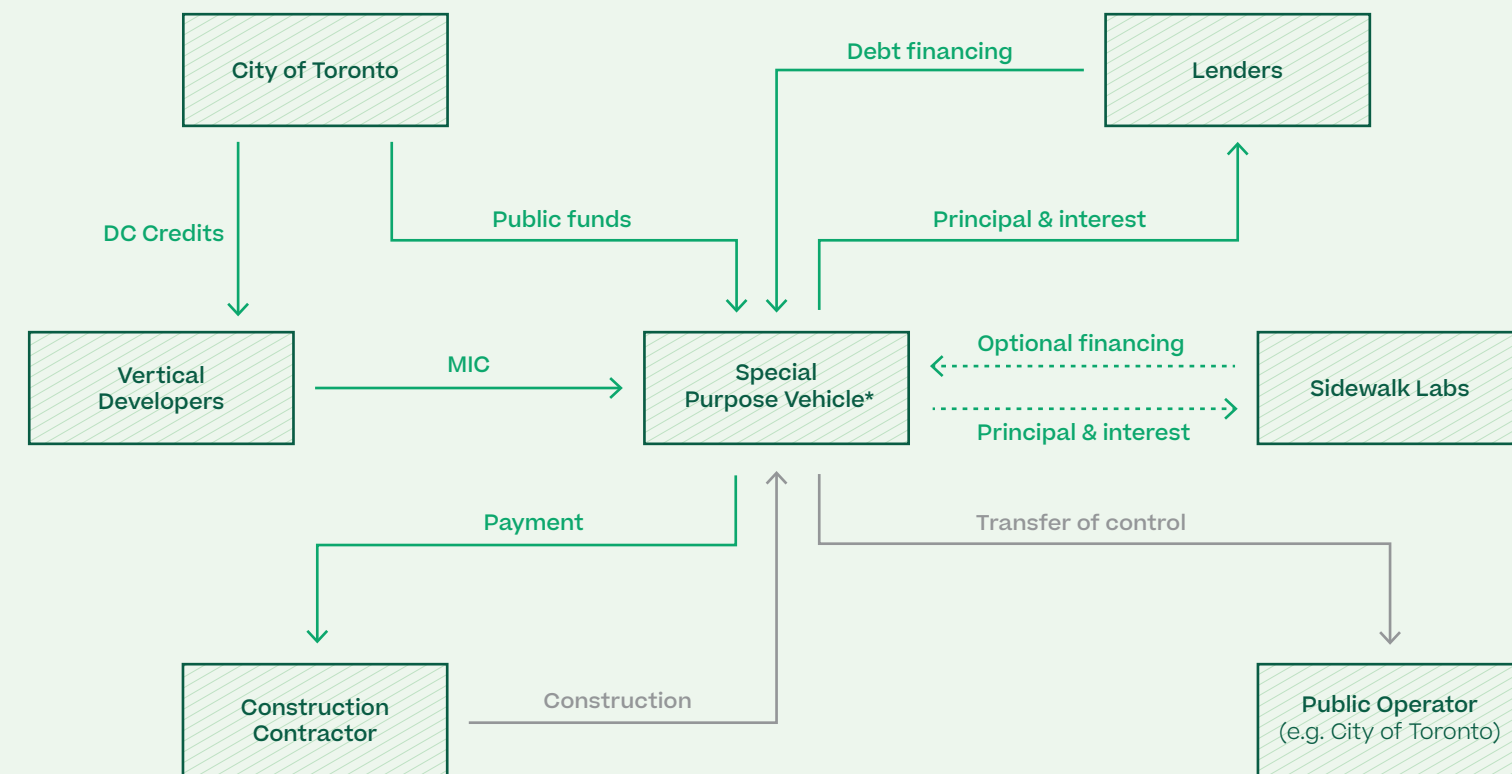 City of Toronto
Debt financing
Lenders
DC Credits
Public funds
Principal & interest
Vertical
Developers
MIC
Special
Purpose Vehicle*
Optional financing
Principal & interest
Sidewalk Labs
Payment
Transfer of control
Construction
Contractor
Construction
Public Operator
(e.g. City of Toronto)